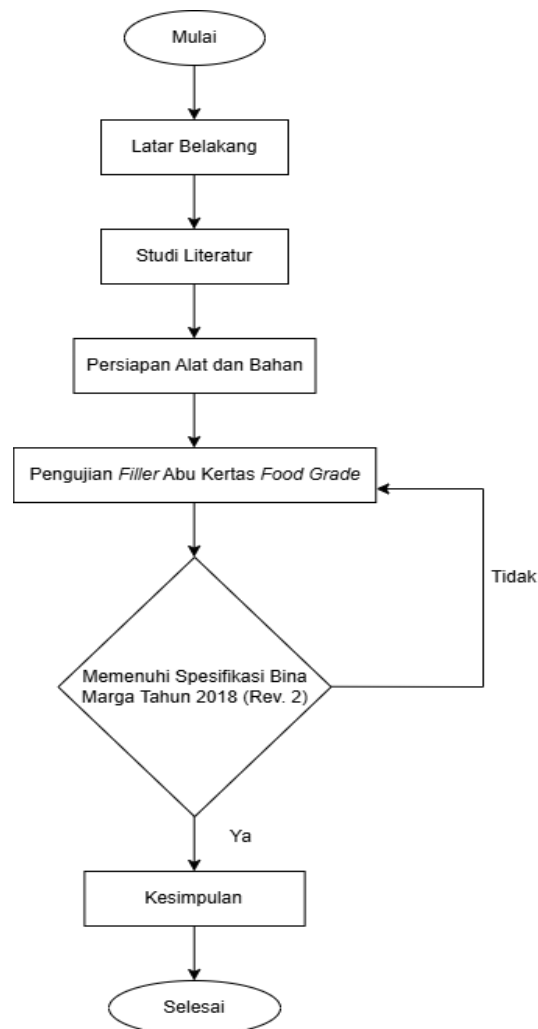 Mulai
Latar Belakang
Studi Literatur
Persiapan Alat dan Bahan
Pengujian Filler Abu Kertas Food Grade
Tidak
Memenuhi Spesifikasi Bina
Marga Tahun 2018 (Rev. 2)
Ya
Kesimpulan
Selesai